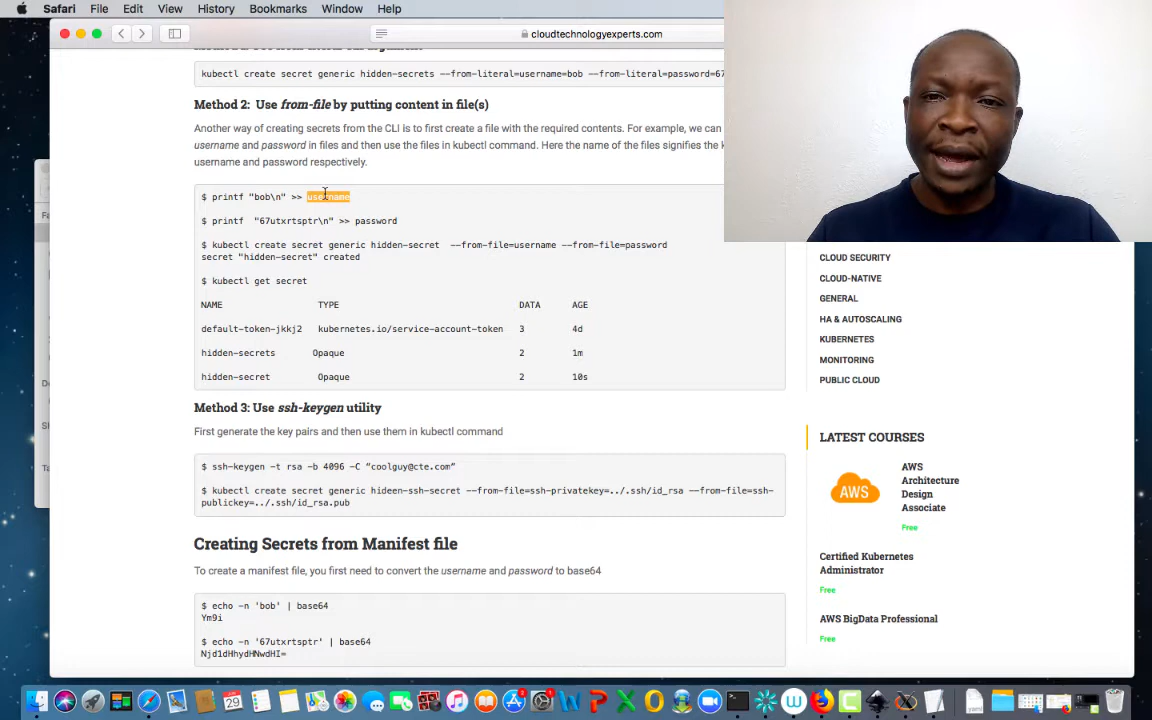 Safari File Edit View History Bookmarks Window Help
cloudtechnologyexperts.com
kubectl create secret generic hidden-secrets --from-literal=username=bob --from-literal=password=67
Method 2: Use from-file by putting content in file(s)
Another way of creating secrets from the CLI is to first create a file with the required contents. For example, we can
username and password in files and then use the files in kubectl command. Here the name of the files signifies the
username and password respectively.
$ printf "bob\n" >> username
$ printf "67utxrtsptr\n" >> password
$ kubectl create secret generic hidden-secret --from-file=username --from-file=password
secret "hidden-secret" created
$ kubectl get secret
NAME TYPE DATA AGE
default-token-jkkj2 kubernetes.io/service-account-token 3 4d
hidden-secrets Opaque 2 1m
hidden-secret Opaque 2 10s
Method 3: Use ssh-keygen utility
First generate the key pairs and then use them in kubectl command
$ ssh-keygen -t rsa -b 4096 -C “coolguy@cte.com”
$ kubectl create secret generic hideen-ssh-secret --from-file=ssh-privatekey=../.ssh/id_rsa --from-file=ssh-
publickey=../.ssh/id_rsa.pub
Creating Secrets from Manifest file
To create a manifest file, you first need to convert the username and password to base64
$ echo -n 'bob' | base64
Ym9i
$ echo -n '67utxrtsptr' | base64
Njd1dHhydHNwdHI=
CLOUD SECURITY
CLOUD-NATIVE
GENERAL
HA & AUTOSCALING
KUBERNETES
MONITORING
PUBLIC CLOUD
LATEST COURSES
AWS
AWS
Architecture
Design
Associate
Free
Certified Kubernetes
Administrator
Free
AWS BigData Professional
Free